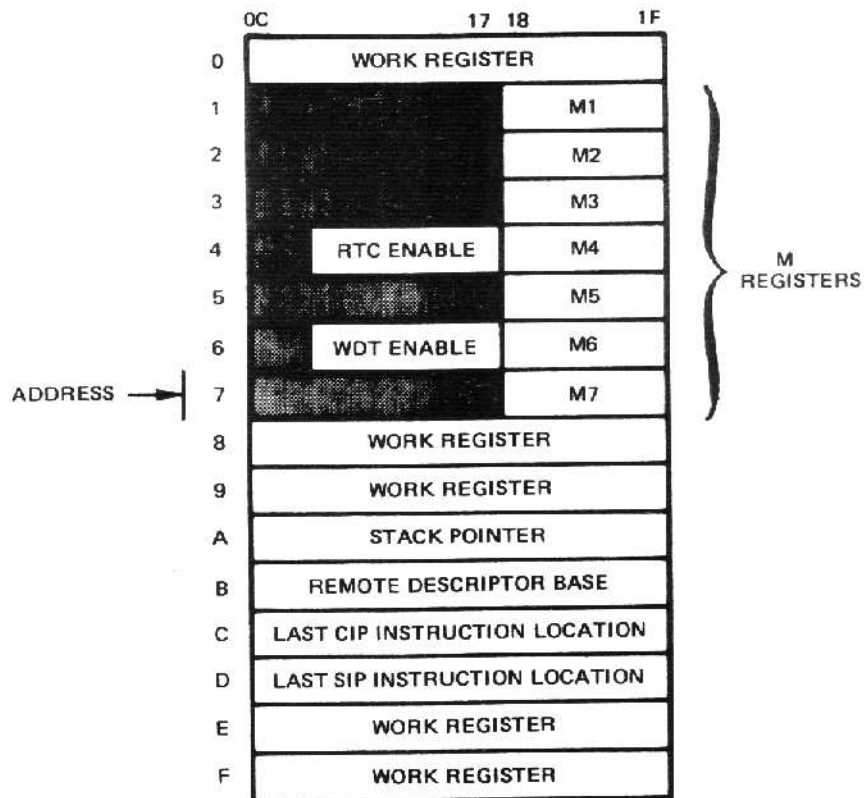 0C 17 18 1F
0 WORK REGISTER
1 M1
2 M2
3 M3
4 RTC ENABLE M4
M
REGISTERS
5 M5
6 WDT ENABLE M6
ADDRESS 7 M7
8 WORK REGISTER
9 WORK REGISTER
A STACK POINTER
B REMOTE DESCRIPTOR BASE
C LAST CIP INSTRUCTION LOCATION
D LAST SIP INSTRUCTION LOCATION
E WORK REGISTER
F WORK REGISTER